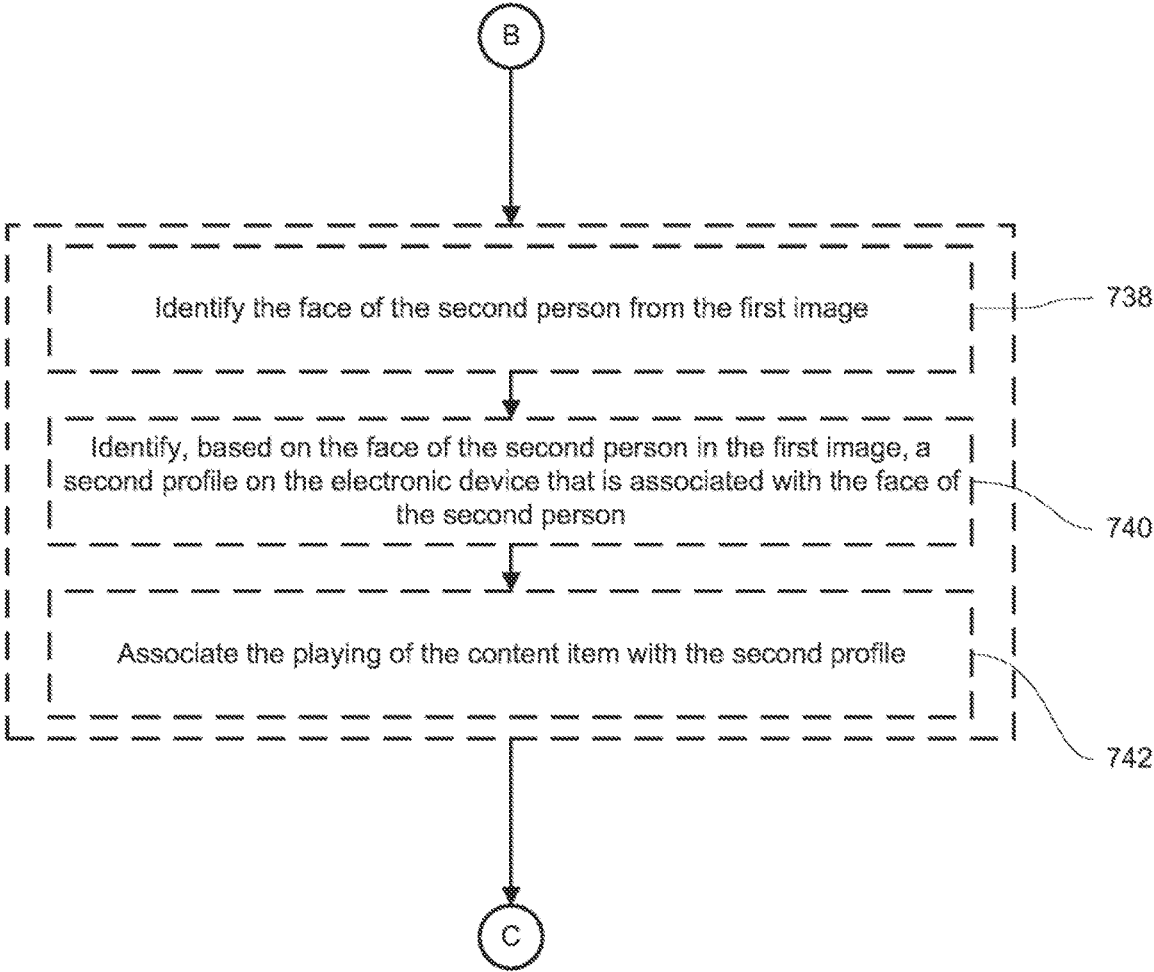 B
Identify the face of the second person from the first image
738
Identify, based on the face of the second person in the first image, a
second profile on the electronic device that is associated with the face of
the second person
740
Associate the playing of the content item with the second profile
742
C